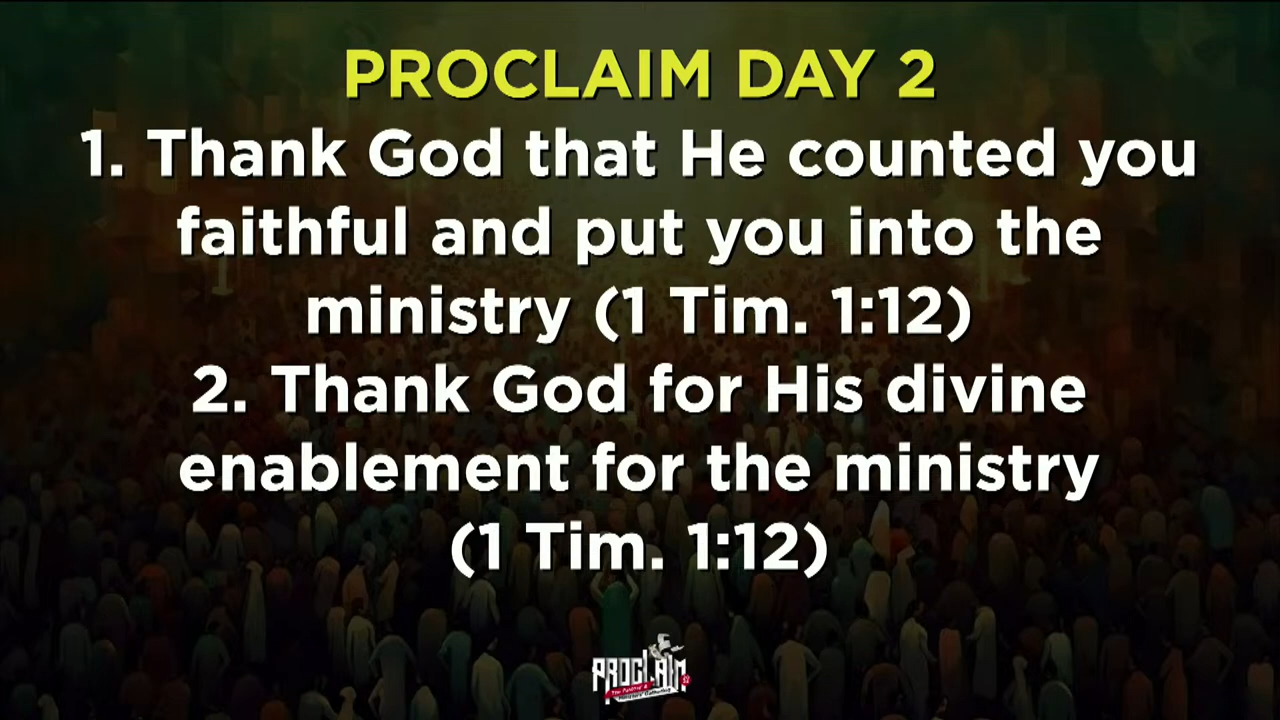 PROCLAIM DAY 2
1. Thank God that He counted you
faithful and put you into the
ministry (1 Tim. 1:12)
2. Thank God for His divine
enablement for the ministry
(1 Tim. 1:12)
PROCLAIM